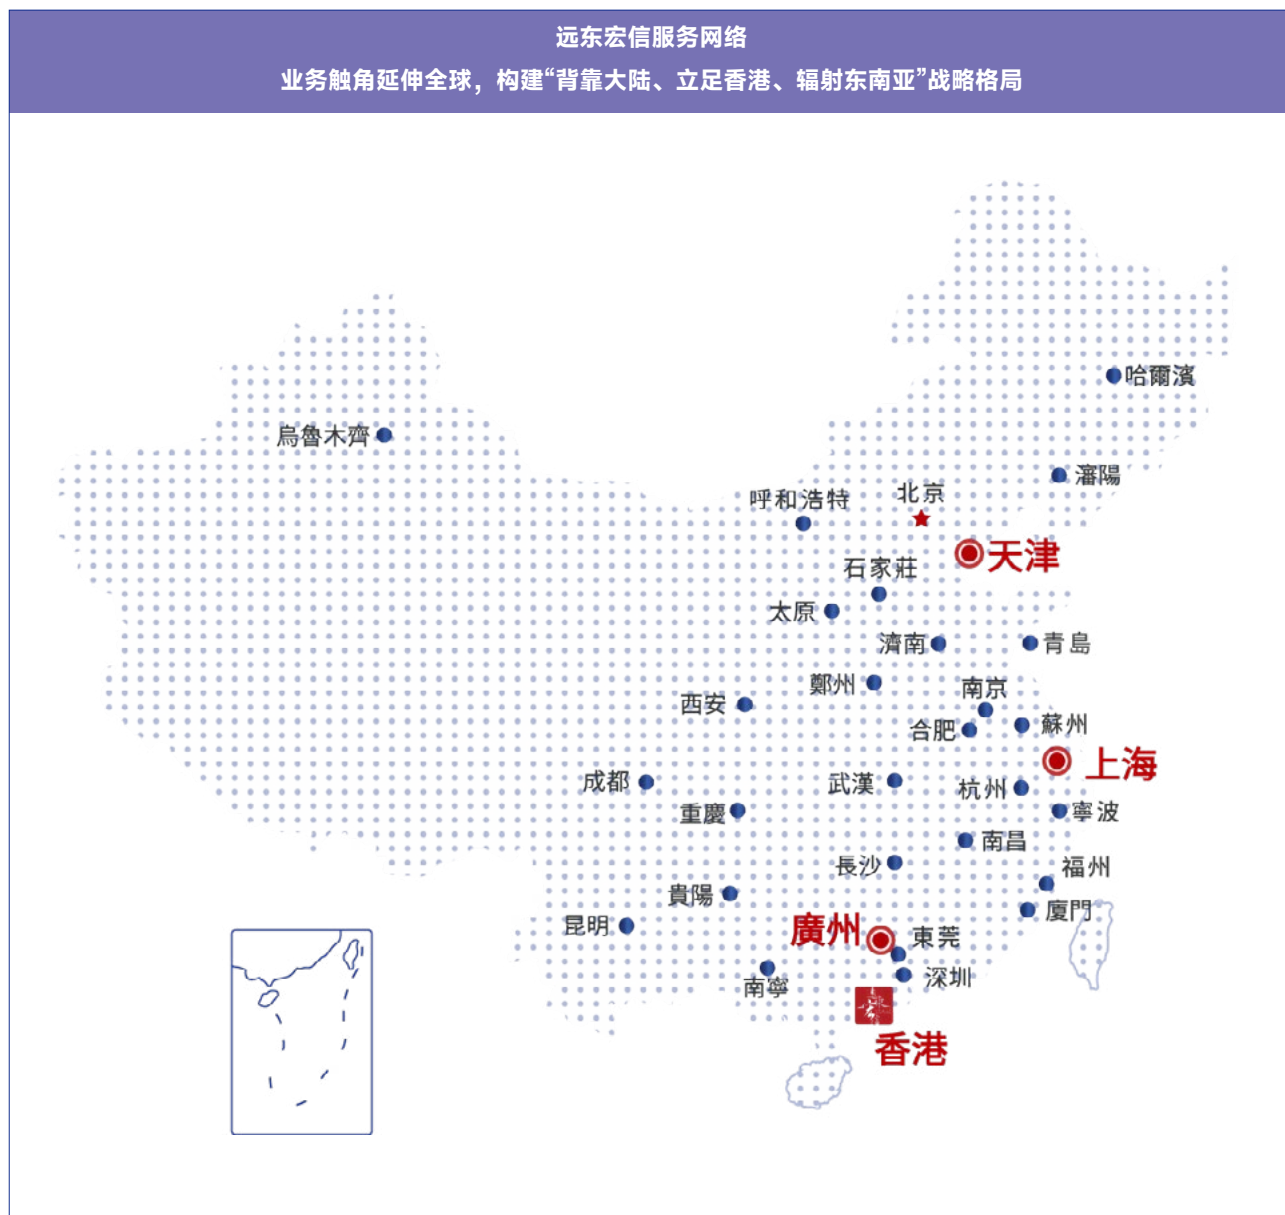 远东宏信服务网络
业务触角延伸全球，构建“背靠大陆、立足香港、辐射东南亚”战略格局
哈爾濱
烏魯木齊
瀋陽
呼和浩特
北京
天津
石家莊
太原
濟南
青島
鄭州
南京
西安
合肥
蘇州
上海
成都
武漢
杭州
重慶
寧波
南昌
長沙
福州
貴陽
廈門
昆明
廣州
東莞
南寧
深圳
香港